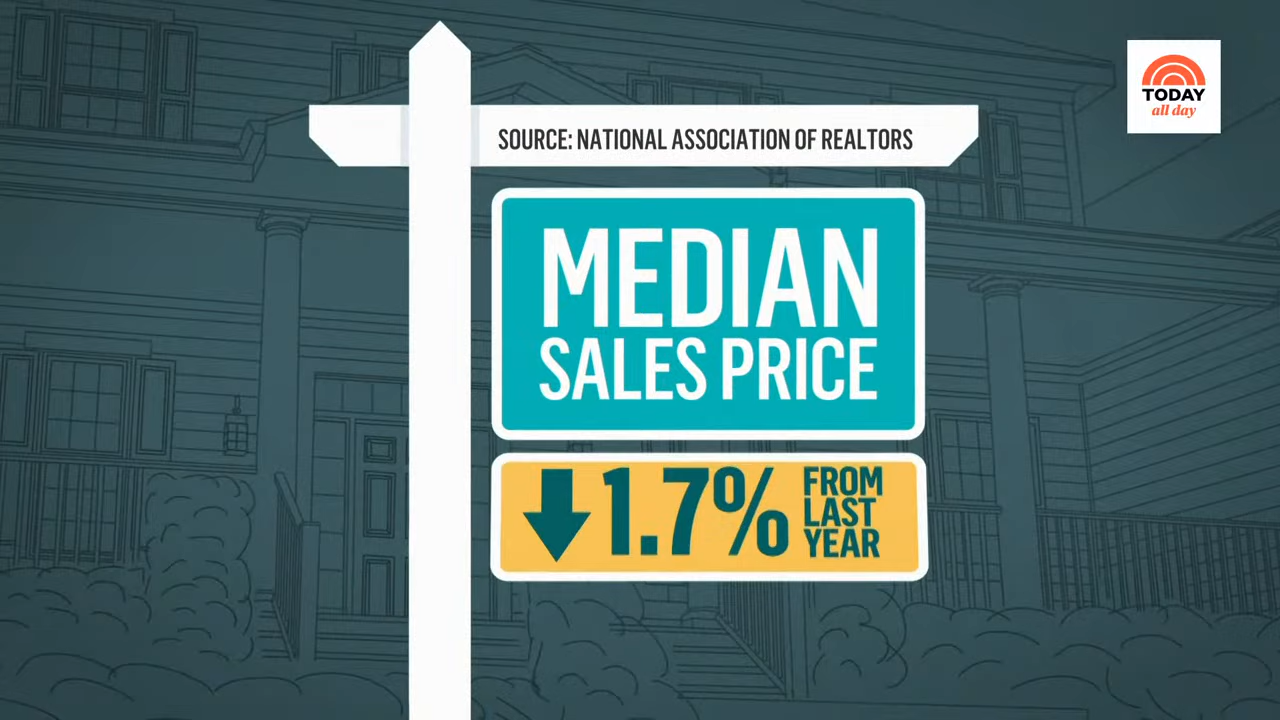 TODAY
all day
SOURCE: NATIONAL ASSOCIATION OF REALTORS
MEDIAN
SALES PRICE
1.7%
FROM
LAST
YEAR